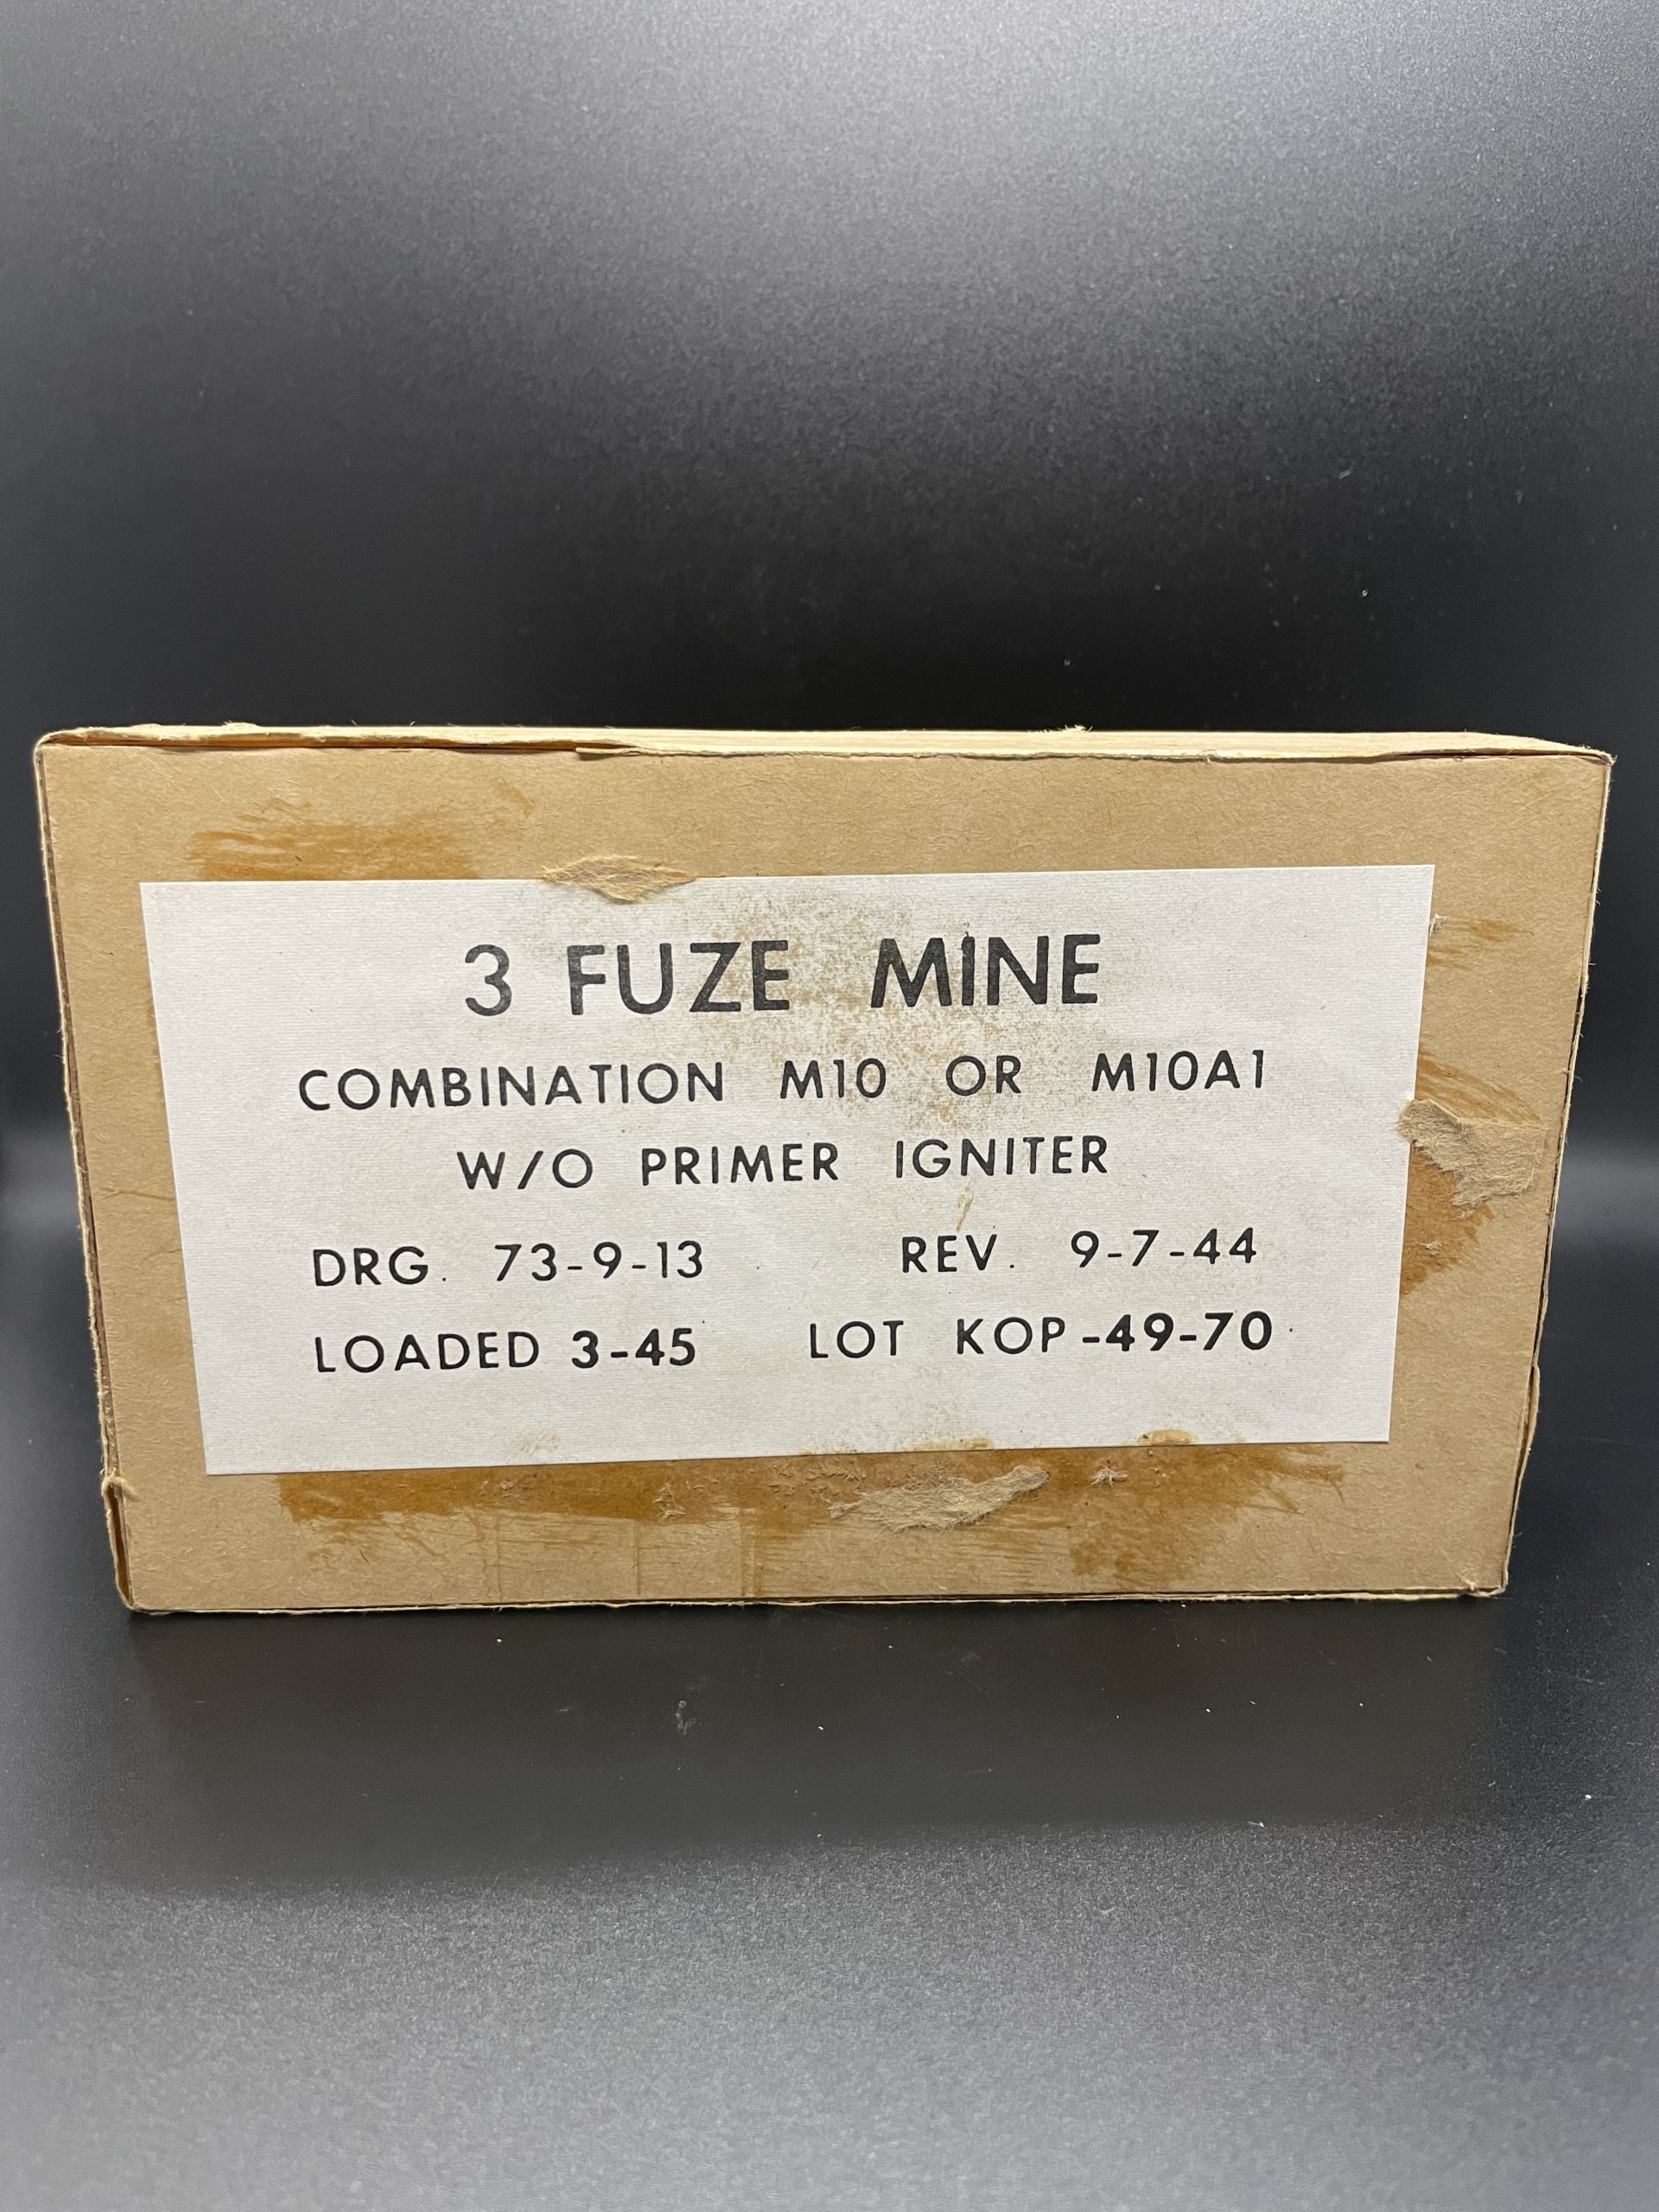 3 FUZE MINE
COMBINATION M10 OR M10A1
W/O PRIMER IGNITER
DRG. 73-9-13 REV. 9-7-44
LOADED 3-45 LOT KOP-49-70